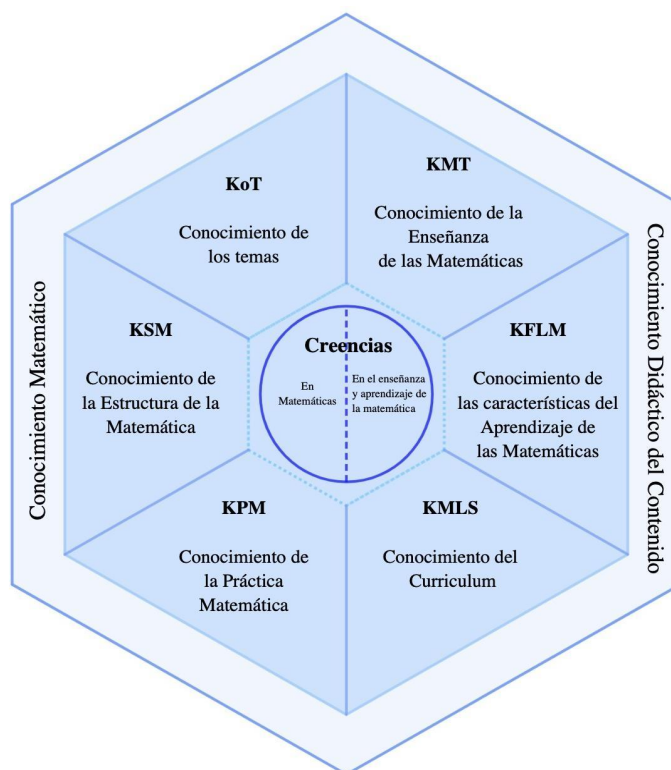 KoT
Conocimiento de
los temas
KMT
Conocimiento de la
Enseñanza
de las Matemáticas
Conocimiento Matemático
KSM
Conocimiento de
la Estructura de la
Matemática
Creencias
En
Matemáticas
En el enseñanza
y aprendizaje de
la matemática
KFLM
Conocimiento de
las características del
Aprendizaje de
las Matemáticas
Conocimiento Didáctico del Contenido
KPM
Conocimiento de
la Práctica
Matemática
KMLS
Conocimiento del
Curriculum